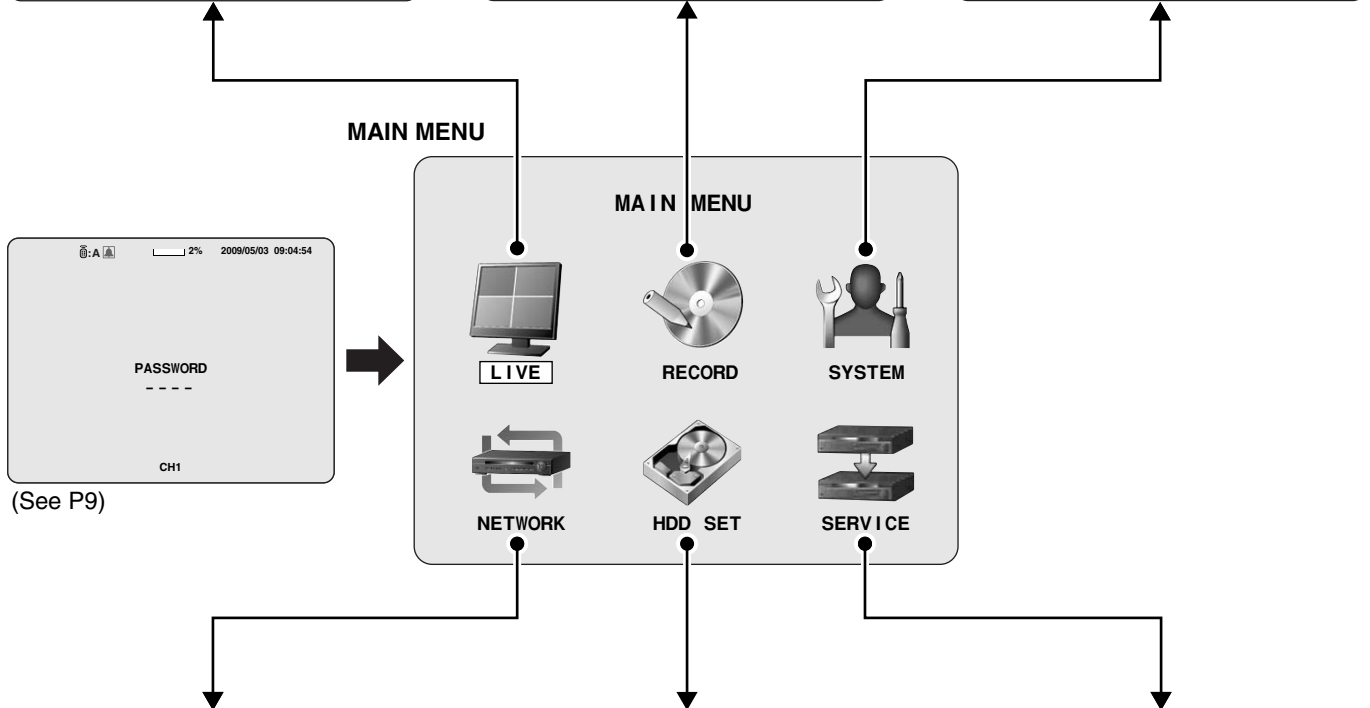 MAIN MENU
MAIN MENU
:A 2% 2009/05/03 09:04:54
PASSWORD
- - - -
CH1
(See P9)
LIVE RECORD SYSTEM
NETWORK HDD SET SERVICE